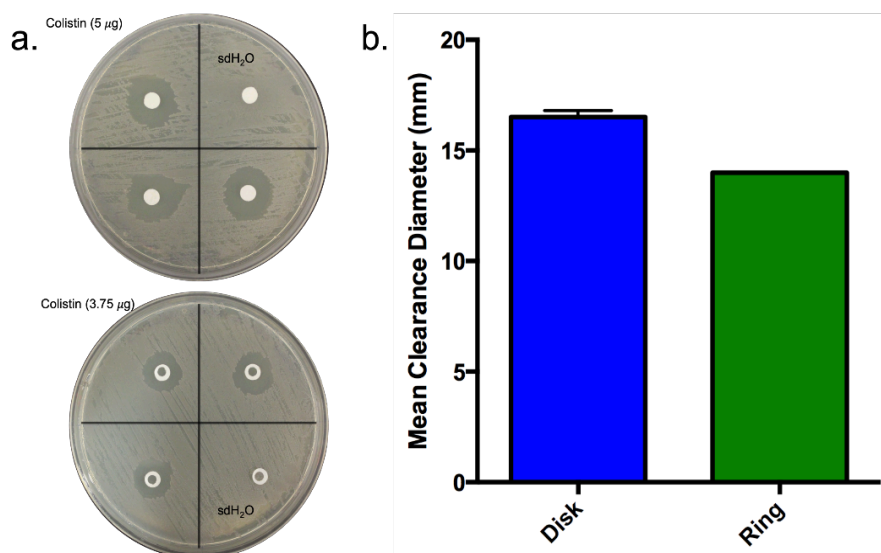 a.
Colistin (5 µg)
sdH₂O
Colistin (3.75 µg)
sdH₂O
b.
Mean Clearance Diameter (mm)
20
15
10
5
0
Disk
Ring